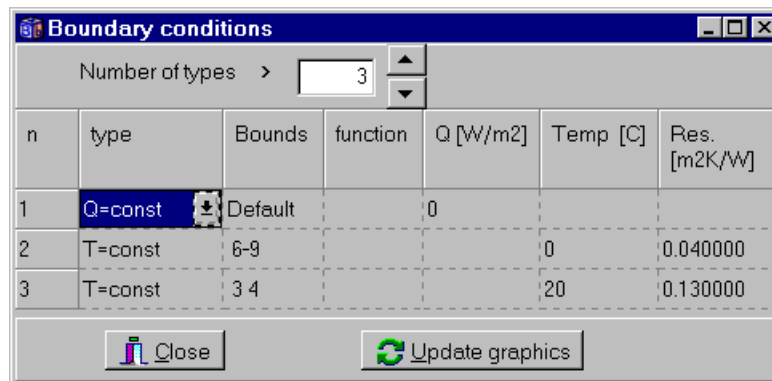 Boundary conditions
Number of types > 3
n type Bounds function Q [W/m2] Temp [C] Res. [m2K/W]
1 Q=const Default 0
2 T=const 6-9 0 0.040000
3 T=const 3 4 20 0.130000
Close Update graphics